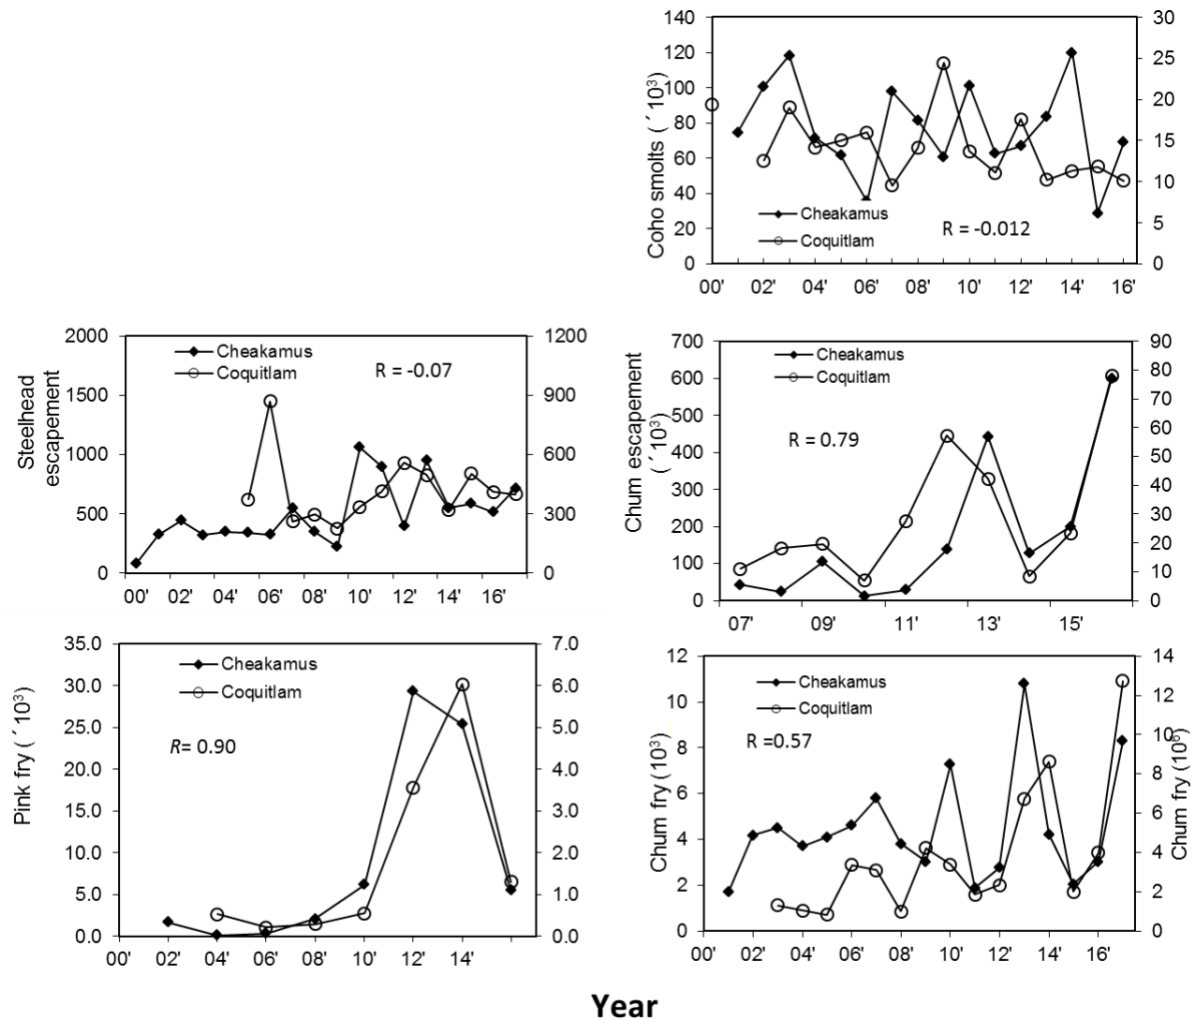 140
120
100
80
60
40
20
0
30
25
20
15
10
5
0
Coho smolts ( ´ 10³)
Cheakamus
Coquitlam
R = -0.012
00' 02' 04' 06' 08' 10' 12' 14' 16'
2000
1500
1000
500
0
1200
900
600
300
0
Steelhead
escapement
Cheakamus
Coquitlam
R = -0.07
00' 02' 04' 06' 08' 10' 12' 14' 16'
700
600
500
400
300
200
100
0
90
80
70
60
50
40
30
20
10
0
Chum escapement
( ´ 10³)
Cheakamus
Coquitlam
R = 0.79
07' 09' 11' 13' 15'
35.0
30.0
25.0
20.0
15.0
10.0
5.0
0.0
7.0
6.0
5.0
4.0
3.0
2.0
1.0
0.0
Pink fry ( ´ 10³)
Cheakamus
Coquitlam
R= 0.90
00' 02' 04' 06' 08' 10' 12' 14'
12
10
8
6
4
2
0
14
12
10
8
6
4
2
0
Chum fry (10³)
Chum fry (10⁶)
Cheakamus
Coquitlam
R =0.57
00' 02' 04' 06' 08' 10' 12' 14' 16'
Year